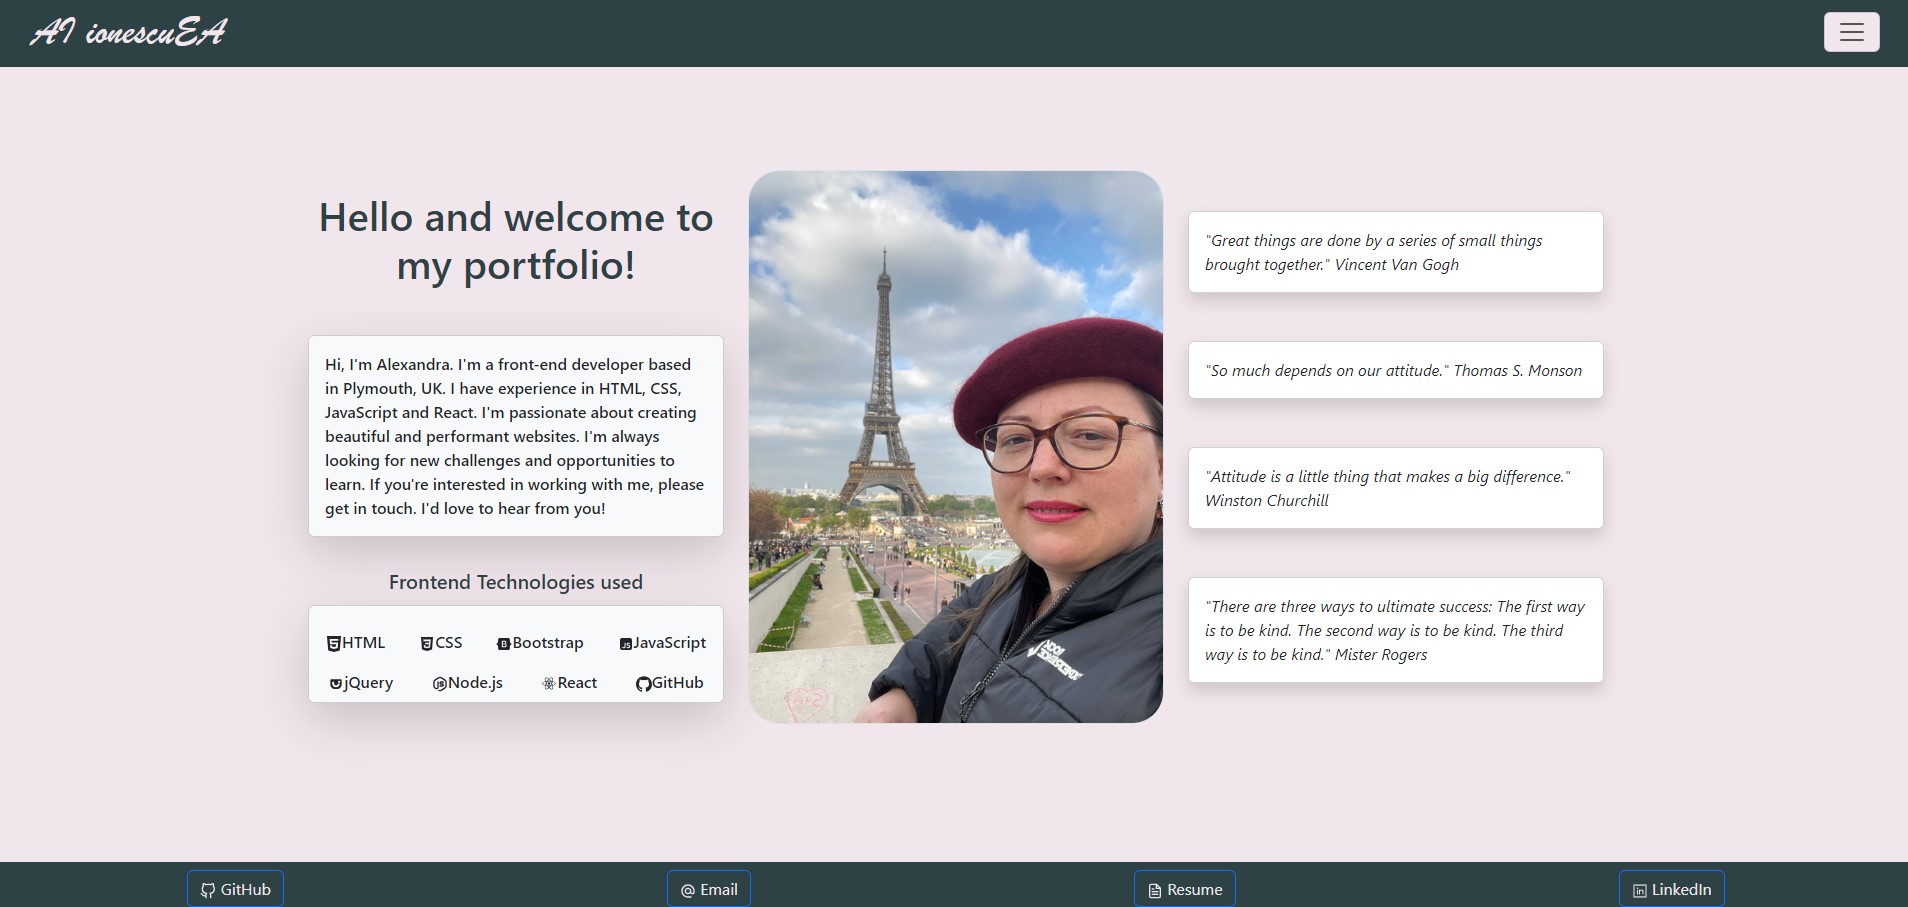 AI ionescuEA
Hello and welcome to
my portfolio!
Hi, I'm Alexandra. I'm a front-end developer based
in Plymouth, UK. I have experience in HTML, CSS,
JavaScript and React. I'm passionate about creating
beautiful and performant websites. I'm always
looking for new challenges and opportunities to
learn. If you're interested in working with me, please
get in touch. I'd love to hear from you!
Frontend Technologies used
HTML CSS Bootstrap JavaScript
jQuery Node.js React GitHub
"Great things are done by a series of small things
brought together." Vincent Van Gogh
"So much depends on our attitude." Thomas S. Monson
"Attitude is a little thing that makes a big difference."
Winston Churchill
"There are three ways to ultimate success: The first way
is to be kind. The second way is to be kind. The third
way is to be kind." Mister Rogers
GitHub Email Resume LinkedIn